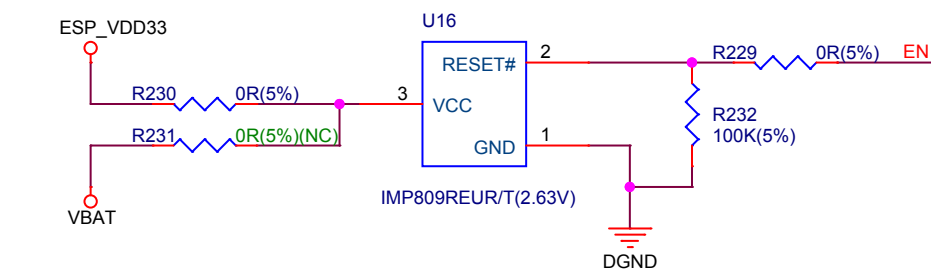 ESP_VDD33
U16
RESET#
2
R229
0R(5%)
EN
R230
0R(5%)
3
VCC
R232
100K(5%)
R231
0R(5%)(NC)
GND
1
IMP809REUR/T(2.63V)
VBAT
DGND